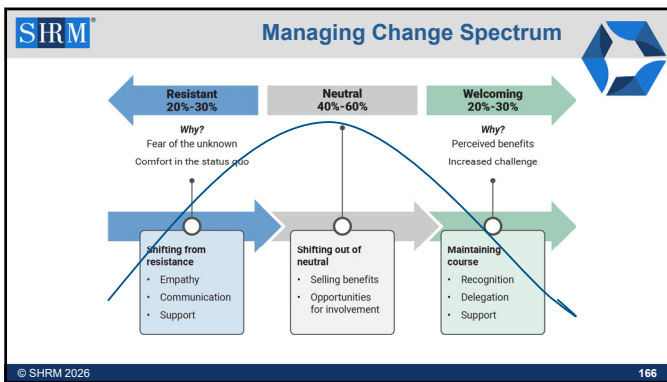 SHRM®
Managing Change Spectrum
Resistant
20%-30%
Neutral
40%-60%
Welcoming
20%-30%
Why?
Fear of the unknown
Comfort in the status quo
Why?
Perceived benefits
Increased challenge
Shifting from
resistance
• Empathy
• Communication
• Support
Shifting out of
neutral
• Selling benefits
• Opportunities
for involvement
Maintaining
course
• Recognition
• Delegation
• Support
© SHRM 2026
166